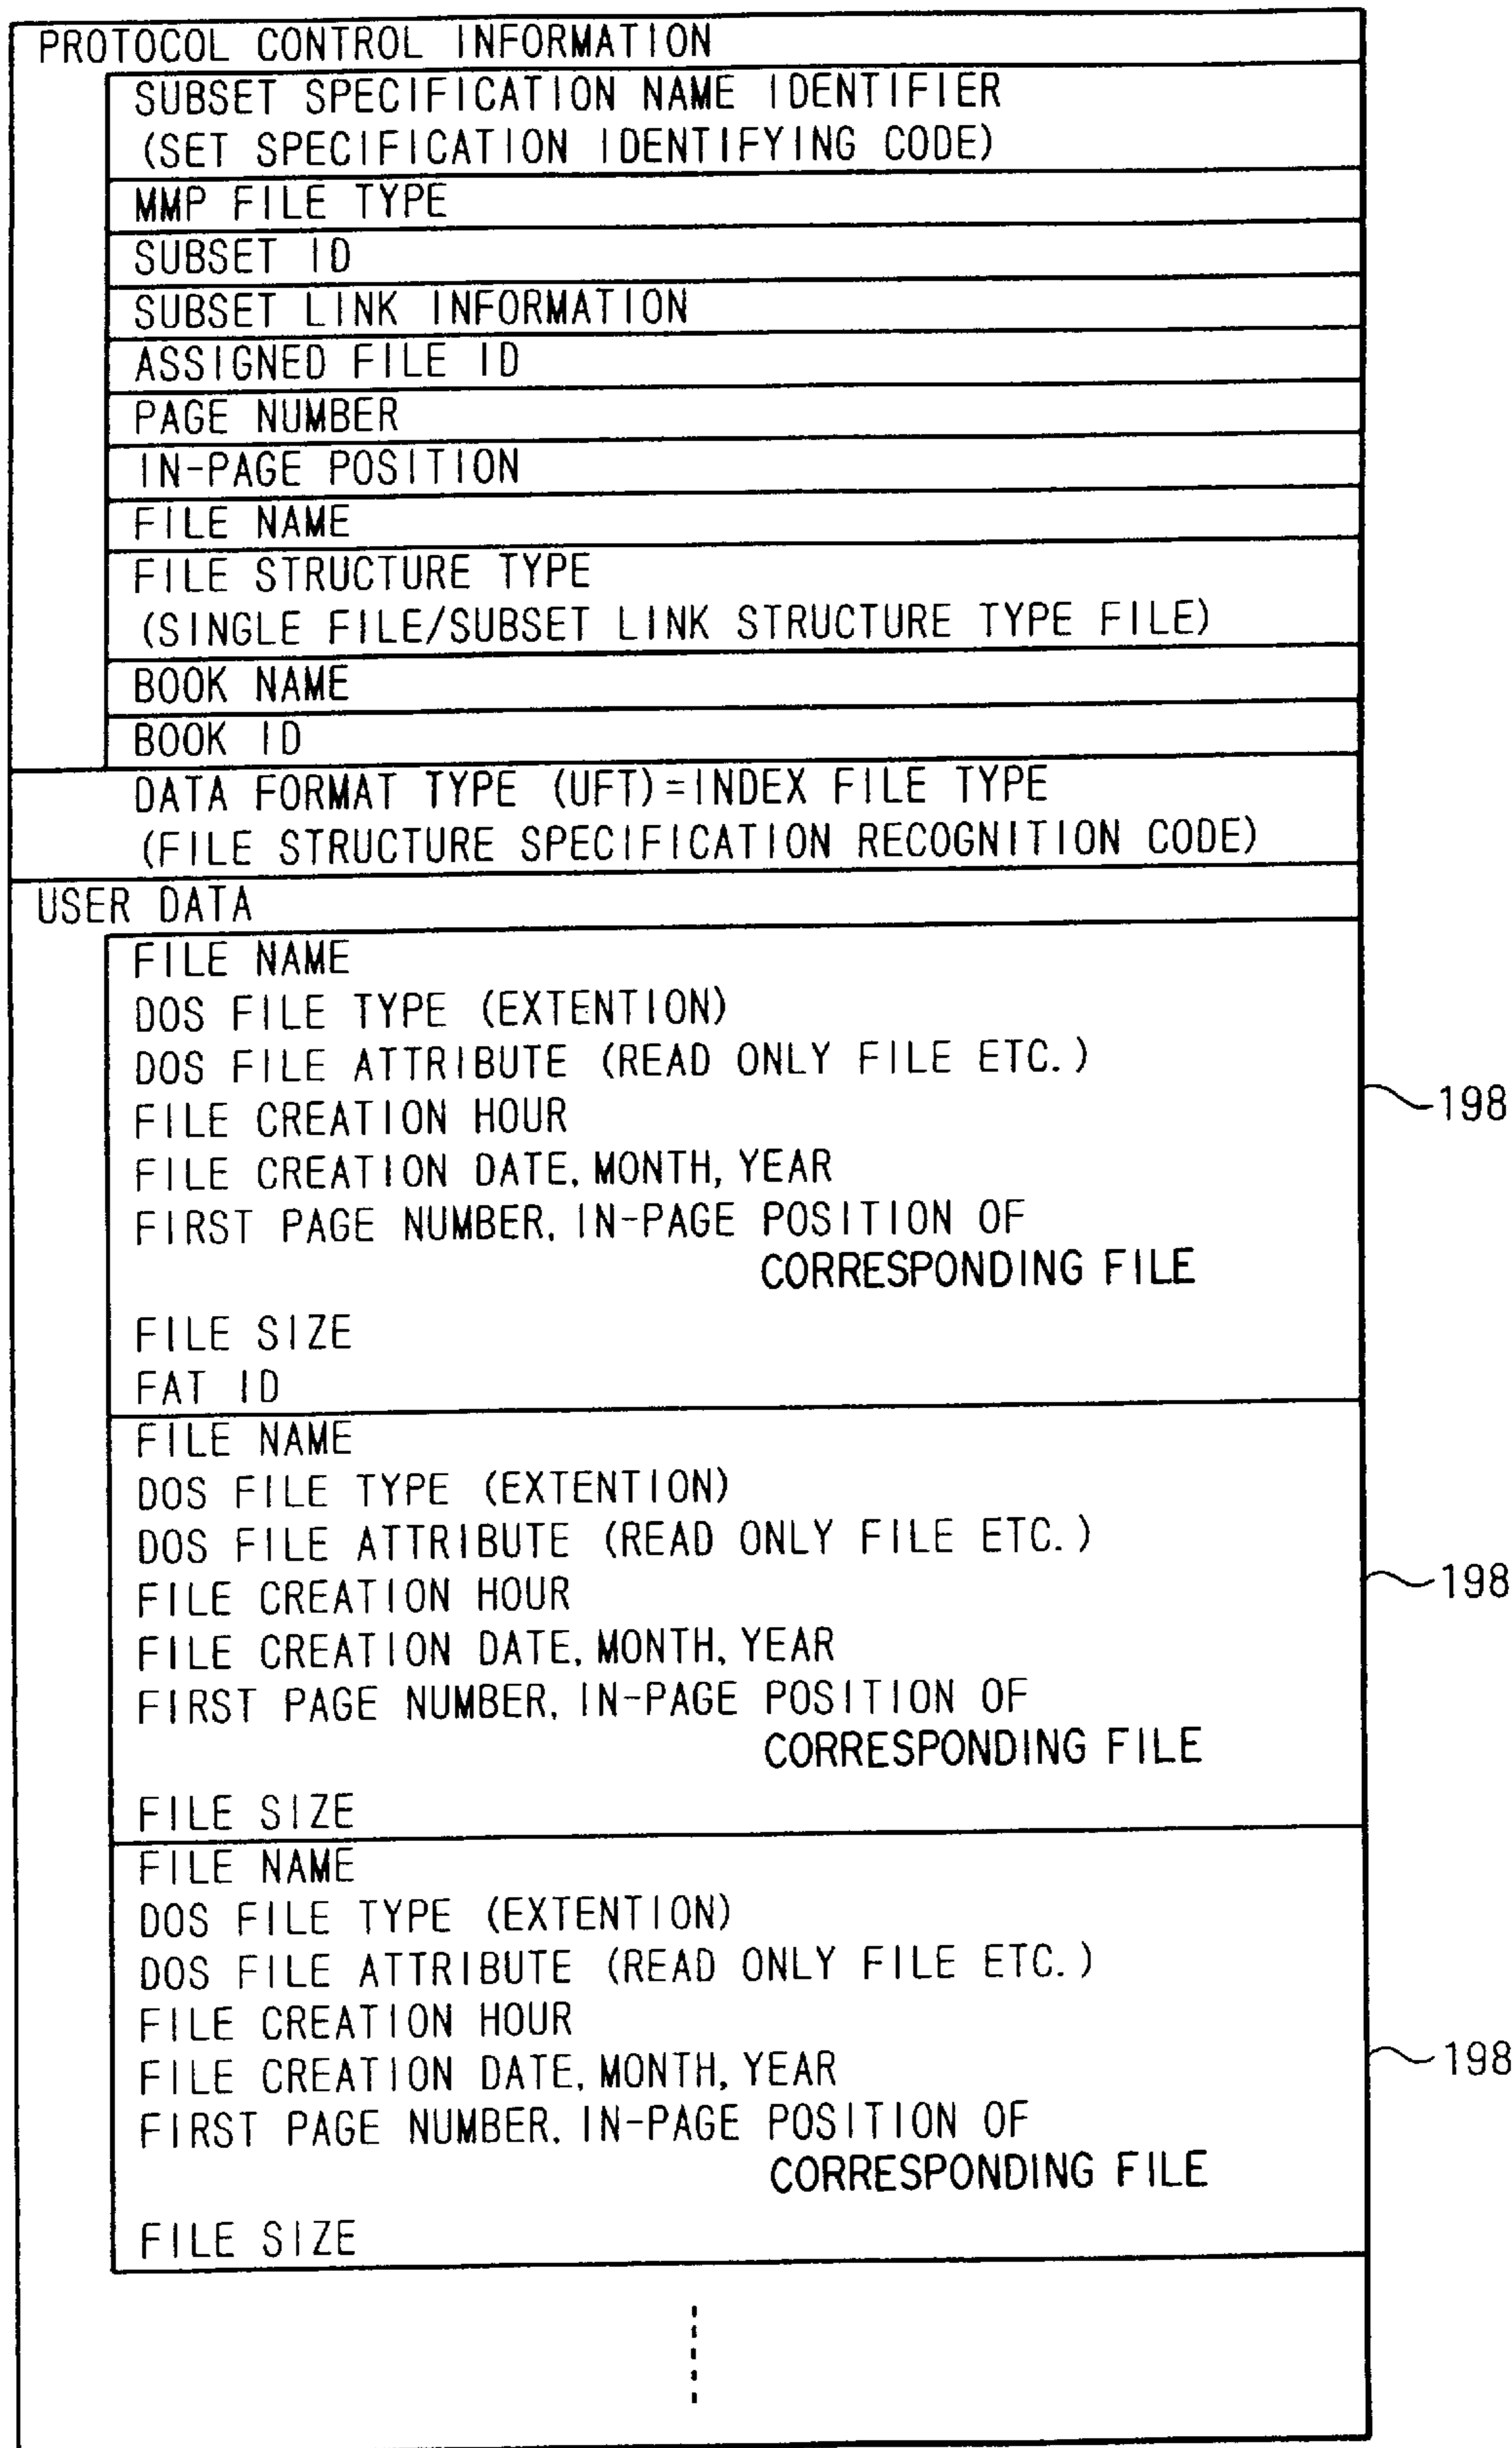 PROTOCOL CONTROL INFORMATION
SUBSET SPECIFICATION NAME IDENTIFIER
(SET SPECIFICATION IDENTIFYING CODE)
MMP FILE TYPE
SUBSET ID
SUBSET LINK INFORMATION
ASSIGNED FILE ID
PAGE NUMBER
IN-PAGE POSITION
FILE NAME
FILE STRUCTURE TYPE
(SINGLE FILE/SUBSET LINK STRUCTURE TYPE FILE)
BOOK NAME
BOOK ID
DATA FORMAT TYPE (UFT)=INDEX FILE TYPE
(FILE STRUCTURE SPECIFICATION RECOGNITION CODE)
USER DATA
FILE NAME
DOS FILE TYPE (EXTENTION)
DOS FILE ATTRIBUTE (READ ONLY FILE ETC.)
198
FILE CREATION HOUR
FILE CREATION DATE, MONTH, YEAR
FIRST PAGE NUMBER, IN-PAGE POSITION OF
CORRESPONDING FILE
FILE SIZE
FAT ID
FILE NAME
DOS FILE TYPE (EXTENTION)
DOS FILE ATTRIBUTE (READ ONLY FILE ETC.)
FILE CREATION HOUR
198
FILE CREATION DATE, MONTH, YEAR
FIRST PAGE NUMBER, IN-PAGE POSITION OF
CORRESPONDING FILE
FILE SIZE
FILE NAME
DOS FILE TYPE (EXTENTION)
DOS FILE ATTRIBUTE (READ ONLY FILE ETC.)
FILE CREATION HOUR
FILE CREATION DATE, MONTH, YEAR
198
FIRST PAGE NUMBER, IN-PAGE POSITION OF
CORRESPONDING FILE
FILE SIZE